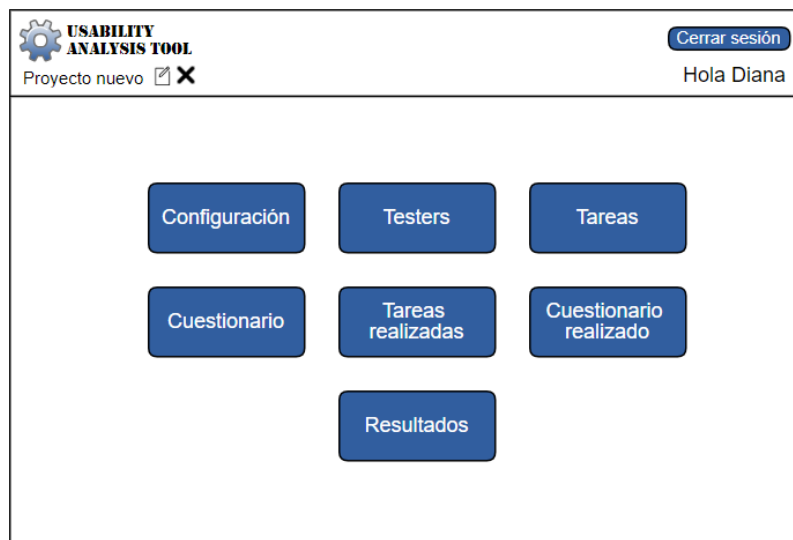 USABILITY
ANALYSIS TOOL
Cerrar sesión
Proyecto nuevo
Hola Diana
Configuración
Testers
Tareas
Cuestionario
Tareas
realizadas
Cuestionario
realizado
Resultados